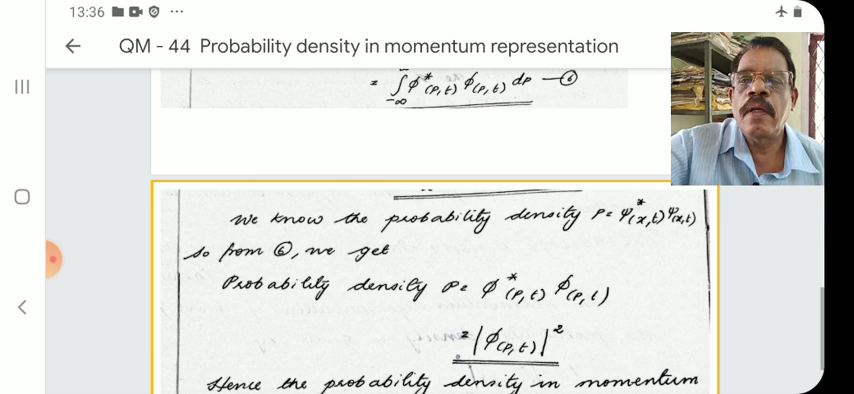 13:36
QM - 44 Probability density in momentum representation
= ∫ φ*(p,t) φ(p,t) dp —⑥
-∞
We know the probability density P= Ψ*(x,t) Ψ(x,t)
so from ⑥, we get
Probability density P= φ*(p,t) φ(p,t)
=|φ(p,t)|²
Hence the probability density in momentum